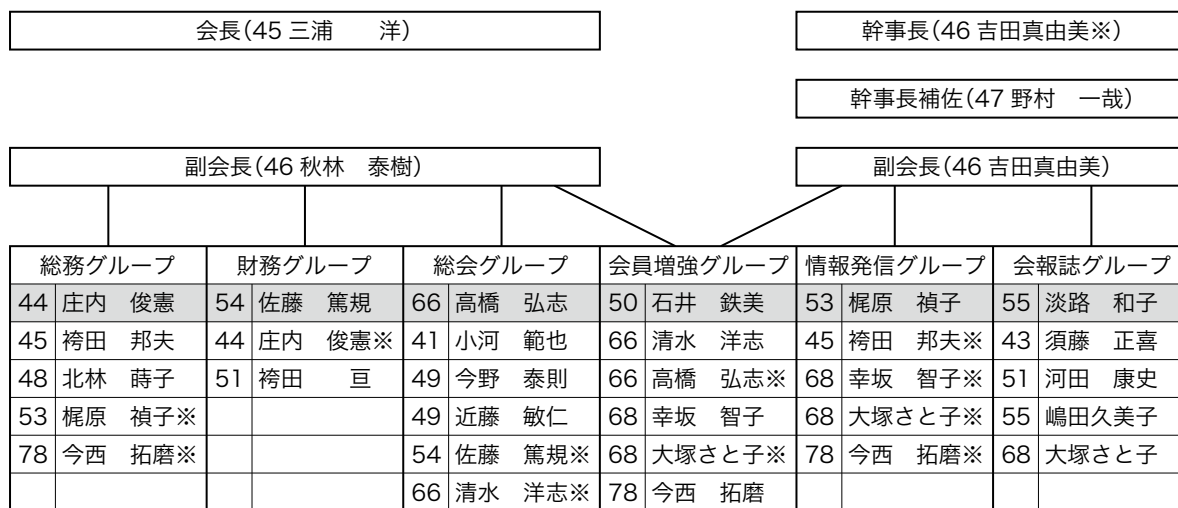 会長(45 三浦　　洋)
幹事長(46 吉田真由美※)
幹事長補佐(47 野村　一哉)
副会長(46 秋林　泰樹)
副会長(46 吉田真由美)
総務グループ 財務グループ 総会グループ 会員増強グループ 情報発信グループ 会報誌グループ
44 庄内　俊憲 54 佐藤　篤規 66 高橋　弘志 50 石井　鉄美 53 梶原　禎子 55 淡路　和子
45 袴田　邦夫 44 庄内　俊憲※ 41 小河　範也 66 清水　洋志 45 袴田　邦夫※ 43 須藤　正喜
48 北林　蒔子 51 袴田　　亘 49 今野　泰則 66 高橋　弘志※ 68 幸坂　智子※ 51 河田　康史
53 梶原　禎子※ 49 近藤　敏仁 68 幸坂　智子 68 大塚さと子※ 55 嶋田久美子
78 今西　拓磨※ 54 佐藤　篤規※ 68 大塚さと子※ 78 今西　拓磨※ 68 大塚さと子
66 清水　洋志※ 78 今西　拓磨